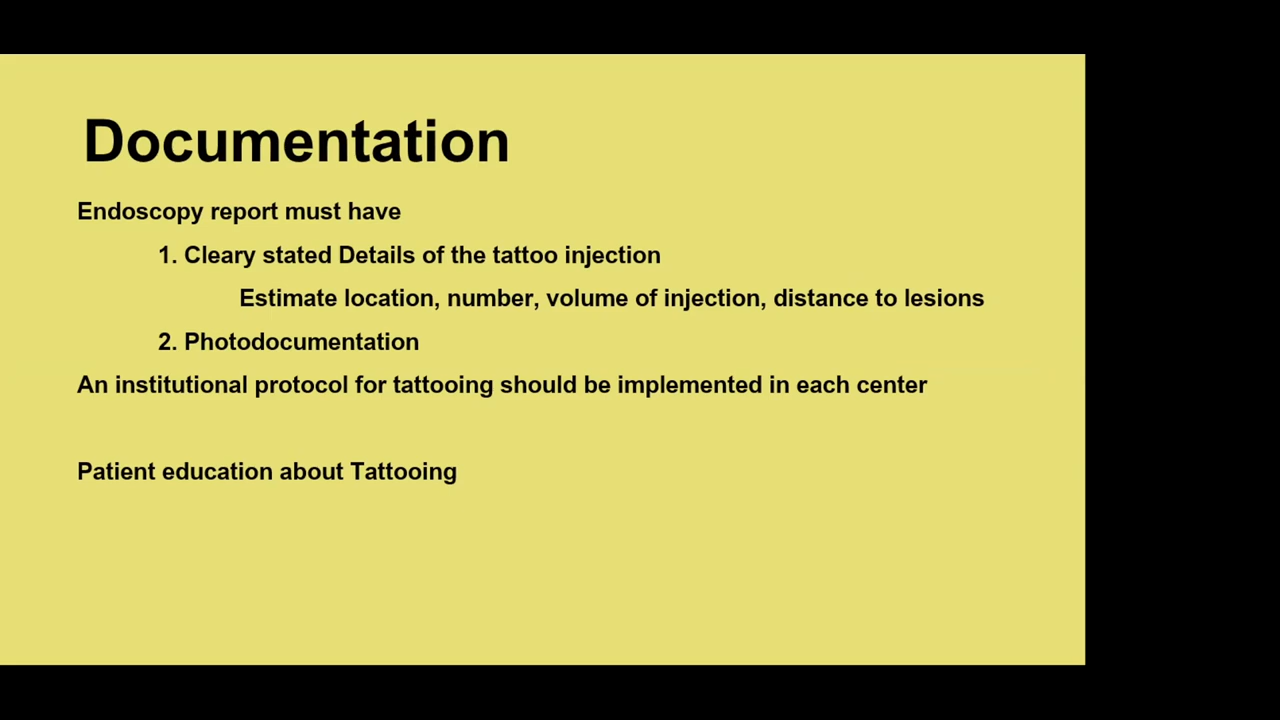 Documentation
Endoscopy report must have
1. Cleary stated Details of the tattoo injection
Estimate location, number, volume of injection, distance to lesions
2. Photodocumentation
An institutional protocol for tattooing should be implemented in each center
Patient education about Tattooing